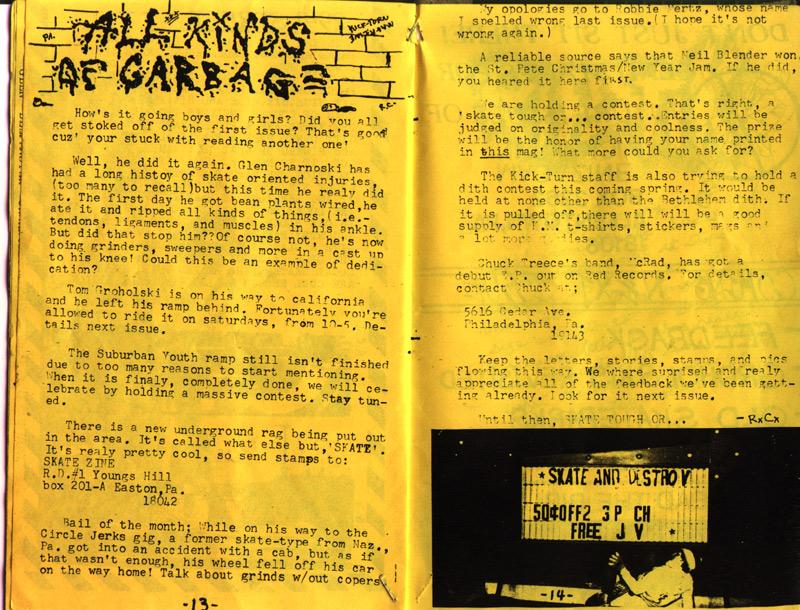 ALL KiNDS
OF GARBAGE
PA.
KICK-TURN
R.C.
How's it going boys and girls? Did you all
get stoked off of the first issue? That's good
cuz' your stuck with reading another one!
Well, he did it again. Glen Charnoski has
had a long histoy of skate oriented injuries,
(too many to recall)but this time he realy did
it. The first day he got bean plants wired,he
ate it and ripped all kinds of things,(i.e.-
tendons, ligaments, and muscles) in his ankle.
But did that stop him??Of course not, he's now
doing grinders, sweepers and more in a cast up
to his knee! Could this be an example of dedi-
cation?
Tom Groholski is on his way to california
and he left his ramp behind. Fortunately you're
allowed to ride it on saturdays, from 10-5. De-
tails next issue.
The Suburban Youth ramp still isn't finished
due to too many reasons to start mentioning.
When it is finaly, completely done, we will ce-
lebrate by holding a massive contest. Stay tun-
ed.
There is a new underground rag being put out
in the area. It's called what else but,'SKATE'.
It's realy pretty cool, so send stamps to:
SKATE ZINE
R.D.#1 Youngs Hill
box 201-A Easton,Pa.
18042
Bail of the month; While on his way to the
Circle Jerks gig, a former skate-type from Naz.,
Pa. got into an accident with a cab, but as if
that wasn't enough, his wheel fell off his car
on the way home! Talk about grinds w/out copers
-13-
My opologies go to Robbie Mertz, whose name
I spelled wrong last issue.(I hope it's not
wrong again.)
A reliable source says that Neil Blender won
the St. Pete Christmas/New Year Jam. If he did,
you heared it here first.
We are holding a contest. That's right, a
'skate tough or... contest. Entries will be
judged on originality and coolness. The prize
will be the honor of having your name printed
in this mag! What more could you ask for?
The Kick-Turn staff is also trying to hold a
dith contest this coming spring. It would be
held at none other than the Bethlehem dith. If
it is pulled off,there will will be a good
supply of K.T. t-shirts, stickers, mags and
a lot more goodies.
Chuck Treece's band, McRad, has got a
debut E.P. out on Red Records. For details,
contact Chuck at;
5616 Cedar Ave.
Philadelphia, Pa.
19143
Keep the letters, stories, stamps, and pics
flowing this way. We where suprised and realy
appreciate all of the feedback we've been gett-
ing already. Look for it next issue.
Until then, SKATE TOUGH OR... -RxCx
SKATE AND DESTROY
50¢OFF2 3 P CH
FREE J V
-14-